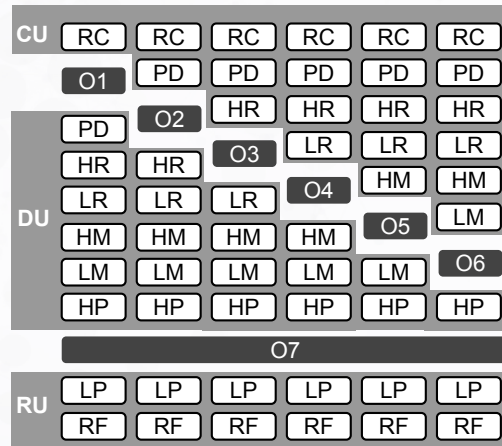 CU RC RC RC RC RC RC
O1 PD PD PD PD PD
O2 HR HR HR HR
PD O3 LR LR LR
HR HR O4 HM HM
DU LR LR LR O5 LM
HM HM HM HM O6
LM LM LM LM LM
HP HP HP HP HP HP
O7
RU LP LP LP LP LP LP
RF RF RF RF RF RF